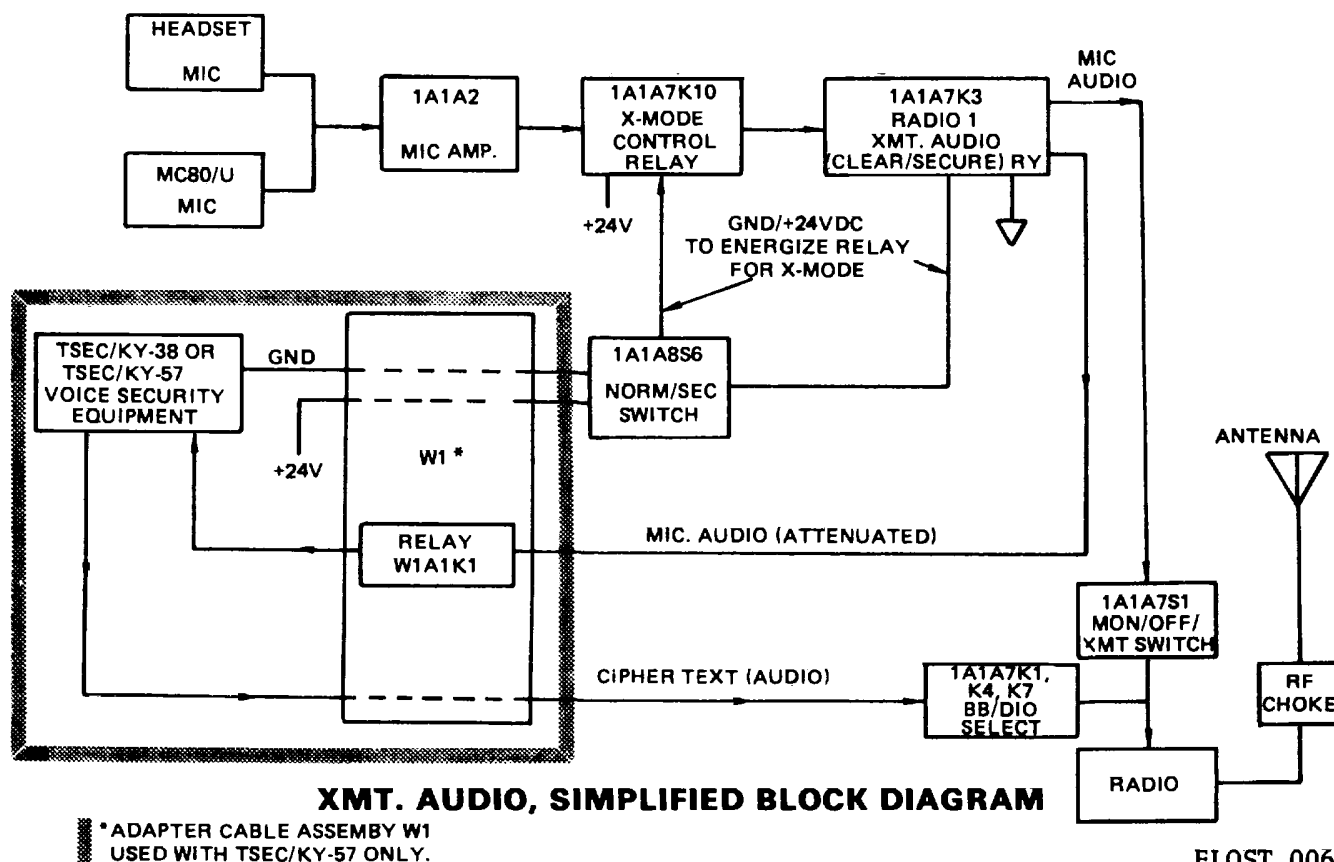 HEADSET
MIC
MC80/U
MIC
1A1A2
MIC AMP.
1A1A7K10
X-MODE
CONTROL
RELAY
+24V
1A1A7K3
RADIO 1
XMT. AUDIO
(CLEAR/SECURE) RY
MIC
AUDIO
GND/+24VDC
TO ENERGIZE RELAY
FOR X-MODE
TSEC/KY-38 OR
TSEC/KY-57
VOICE SECURITY
EQUIPMENT
GND
+24V
W1 *
1A1A8S6
NORM/SEC
SWITCH
RELAY
W1A1K1
MIC. AUDIO (ATTENUATED)
ANTENNA
1A1A7S1
MON/OFF/
XMT SWITCH
CIPHER TEXT (AUDIO)
1A1A7K1,
K4, K7
BB/DIO
SELECT
RF
CHOKE
RADIO
XMT. AUDIO, SIMPLIFIED BLOCK DIAGRAM
*ADAPTER CABLE ASSEMBY W1
USED WITH TSEC/KY-57 ONLY.